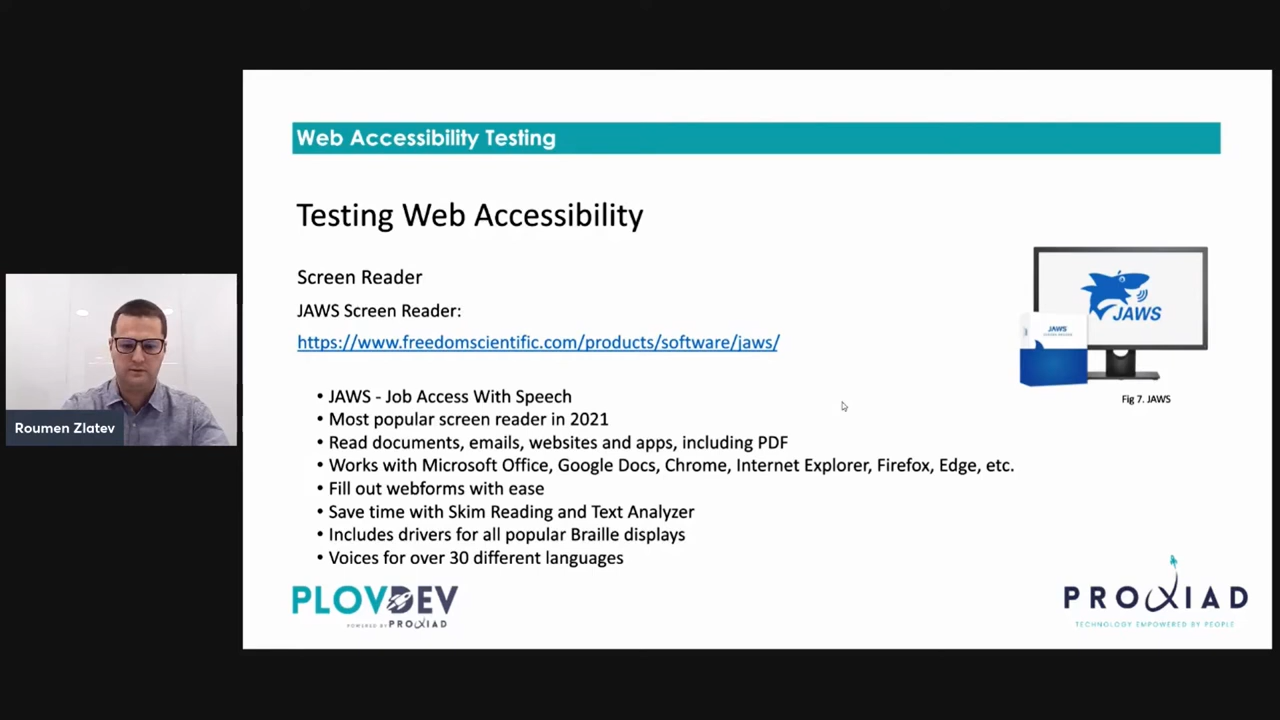 Web Accessibility Testing
Testing Web Accessibility
Screen Reader
JAWS Screen Reader:
https://www.freedomscientific.com/products/software/jaws/
• JAWS - Job Access With Speech
• Most popular screen reader in 2021
• Read documents, emails, websites and apps, including PDF
• Works with Microsoft Office, Google Docs, Chrome, Internet Explorer, Firefox, Edge, etc.
• Fill out webforms with ease
• Save time with Skim Reading and Text Analyzer
• Includes drivers for all popular Braille displays
• Voices for over 30 different languages
JAWS
JAWS
Fig 7. JAWS
Roumen Zlatev
PLOVDEV
POWERED BY PROXIAD
PROXIAD
TECHNOLOGY EMPOWERED BY PEOPLE